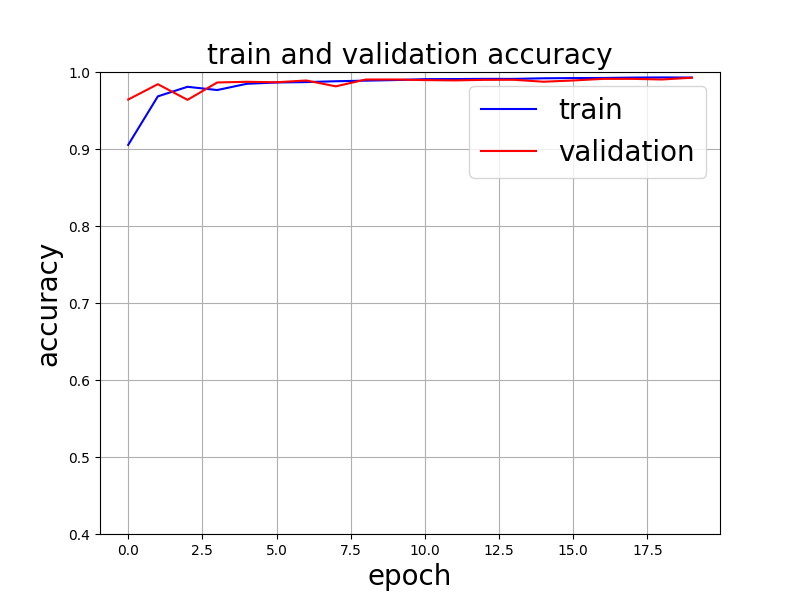 train and validation accuracy
1.0
0.9
0.8
0.7
0.6
0.5
0.4
accuracy
train
validation
0.0 2.5 5.0 7.5 10.0 12.5 15.0 17.5
epoch